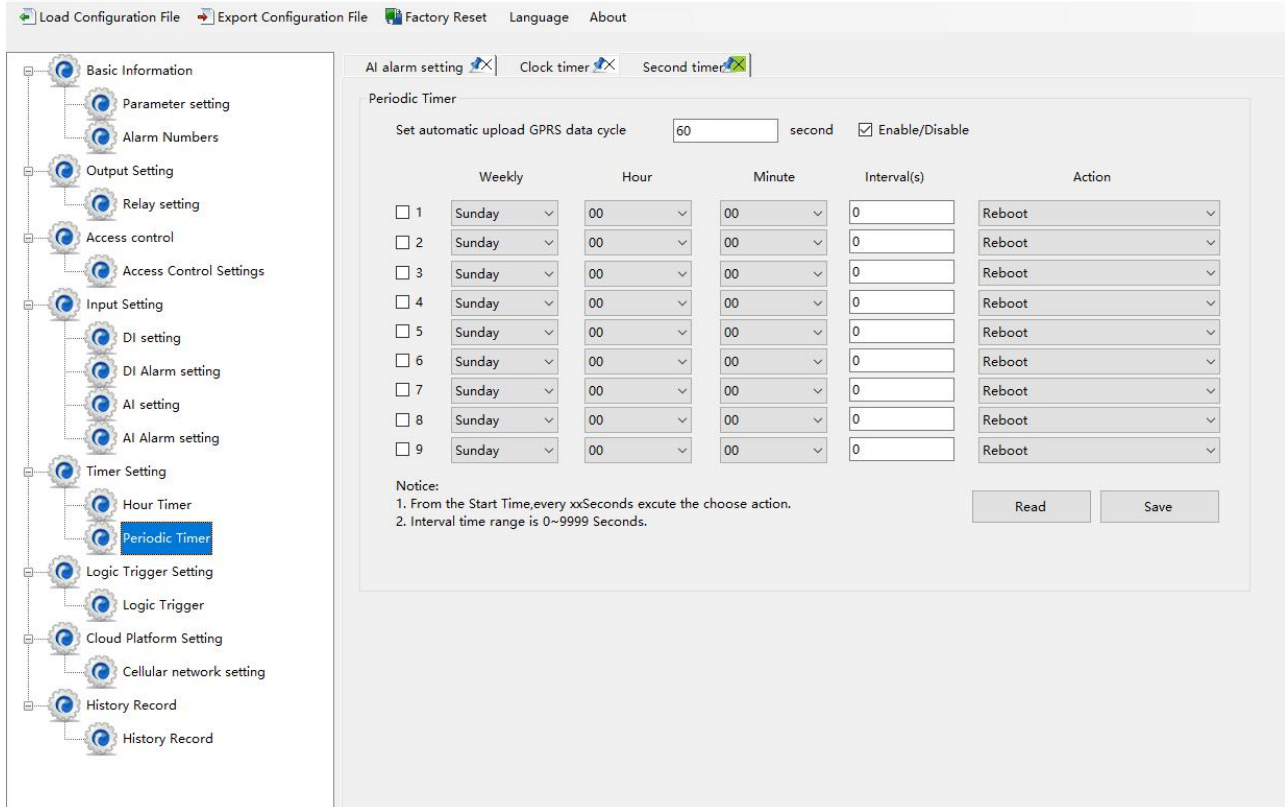 Load Configuration File Export Configuration File Factory Reset Language About
Basic Information
Parameter setting
Alarm Numbers
Output Setting
Relay setting
Access control
Access Control Settings
Input Setting
DI setting
DI Alarm setting
AI setting
AI Alarm setting
Timer Setting
Hour Timer
Periodic Timer
Logic Trigger Setting
Logic Trigger
Cloud Platform Setting
Cellular network setting
History Record
History Record
AI alarm setting Clock timer Second timer
Periodic Timer
Set automatic upload GPRS data cycle 60 second Enable/Disable
Weekly Hour Minute Interval(s) Action
1 Sunday 00 00 0 Reboot
2 Sunday 00 00 0 Reboot
3 Sunday 00 00 0 Reboot
4 Sunday 00 00 0 Reboot
5 Sunday 00 00 0 Reboot
6 Sunday 00 00 0 Reboot
7 Sunday 00 00 0 Reboot
8 Sunday 00 00 0 Reboot
9 Sunday 00 00 0 Reboot
Notice:
1. From the Start Time,every xxSeconds excute the choose action.
2. Interval time range is 0~9999 Seconds.
Read Save